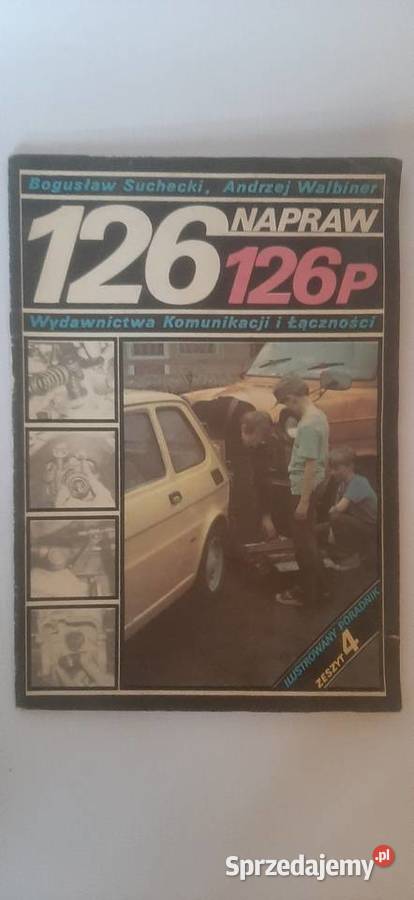 Bogusław Suchecki, Andrzej Walbiner
126 NAPRAW
126P
Wydawnictwa Komunikacji i Łączności
ILUSTROWANY PORADNIK
ZESZYT 4
Sprzedajemy.pl